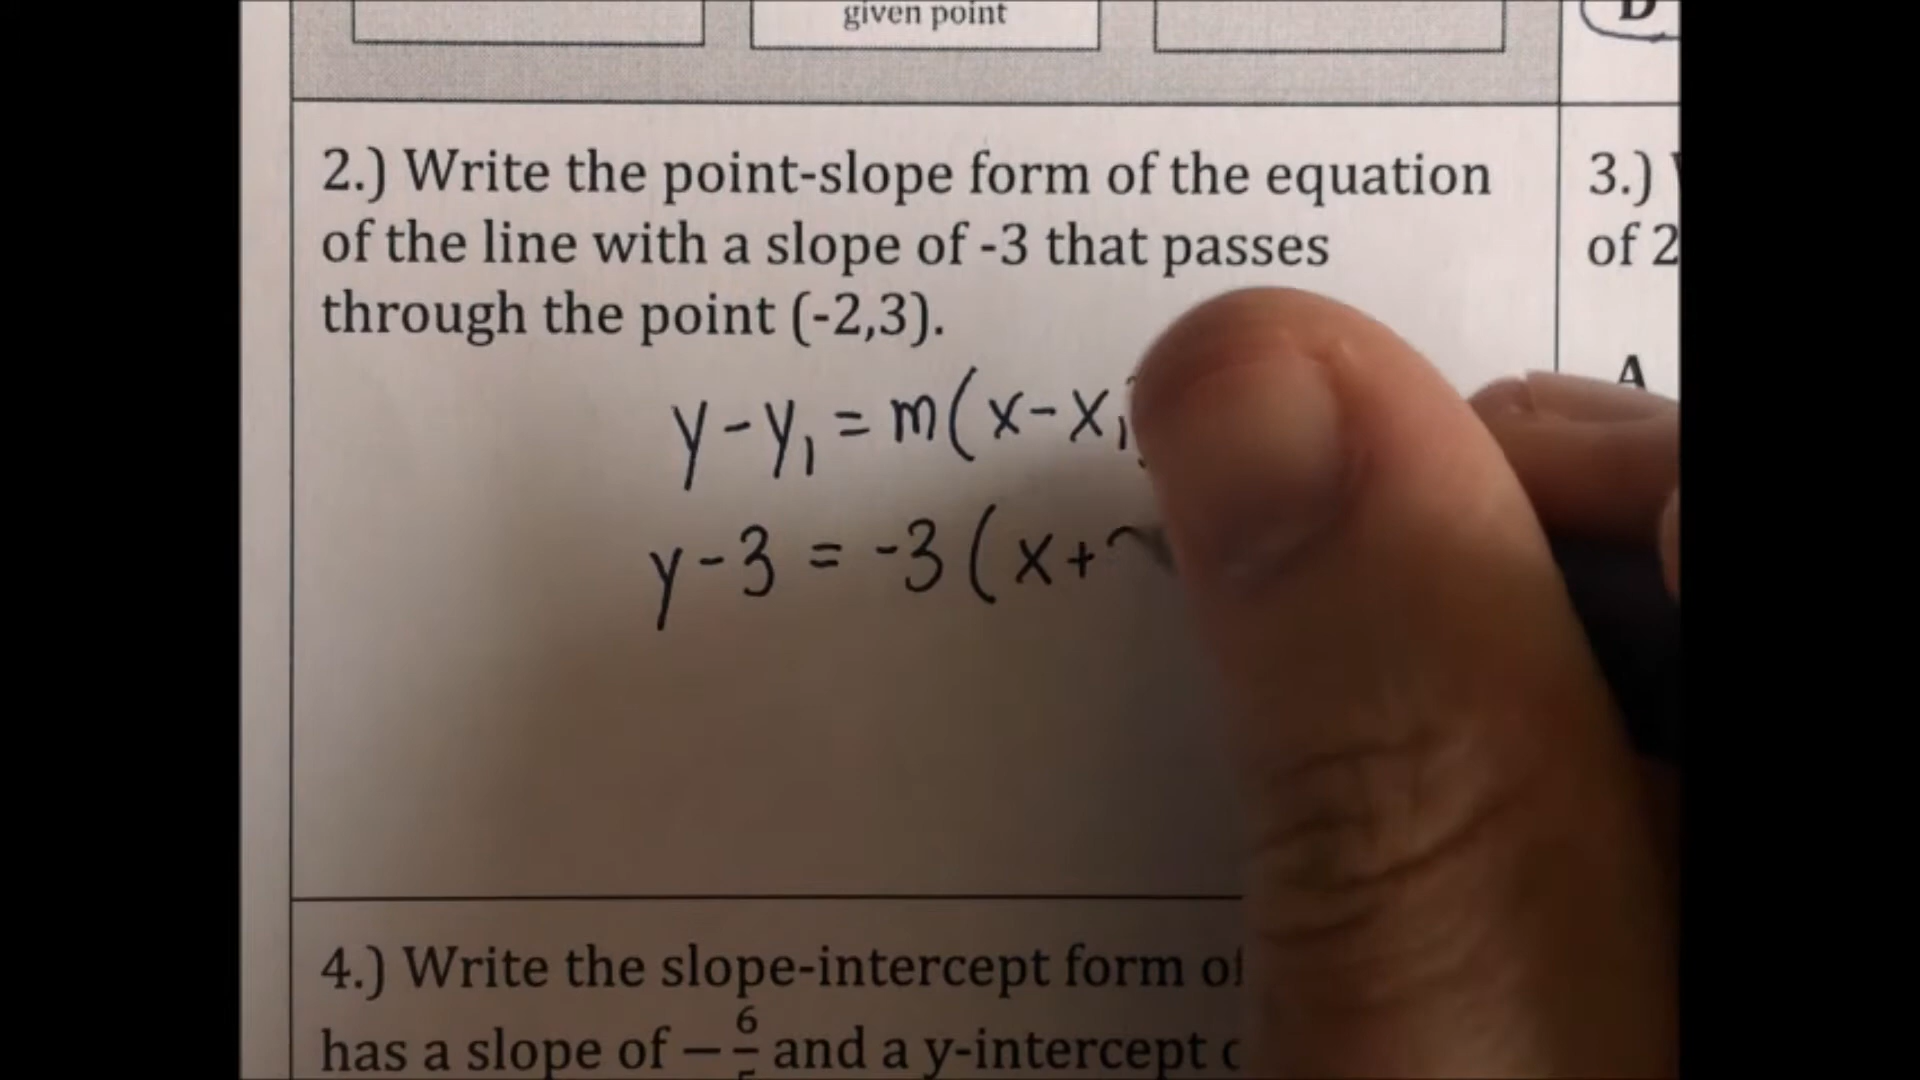 given point
D
2.) Write the point-slope form of the equation
of the line with a slope of -3 that passes
through the point (-2,3).
y-y₁ = m(x-x₁
y-3 = -3(x+
3.)
of 2
A
4.) Write the slope-intercept form of
has a slope of -6/ and a y-intercept